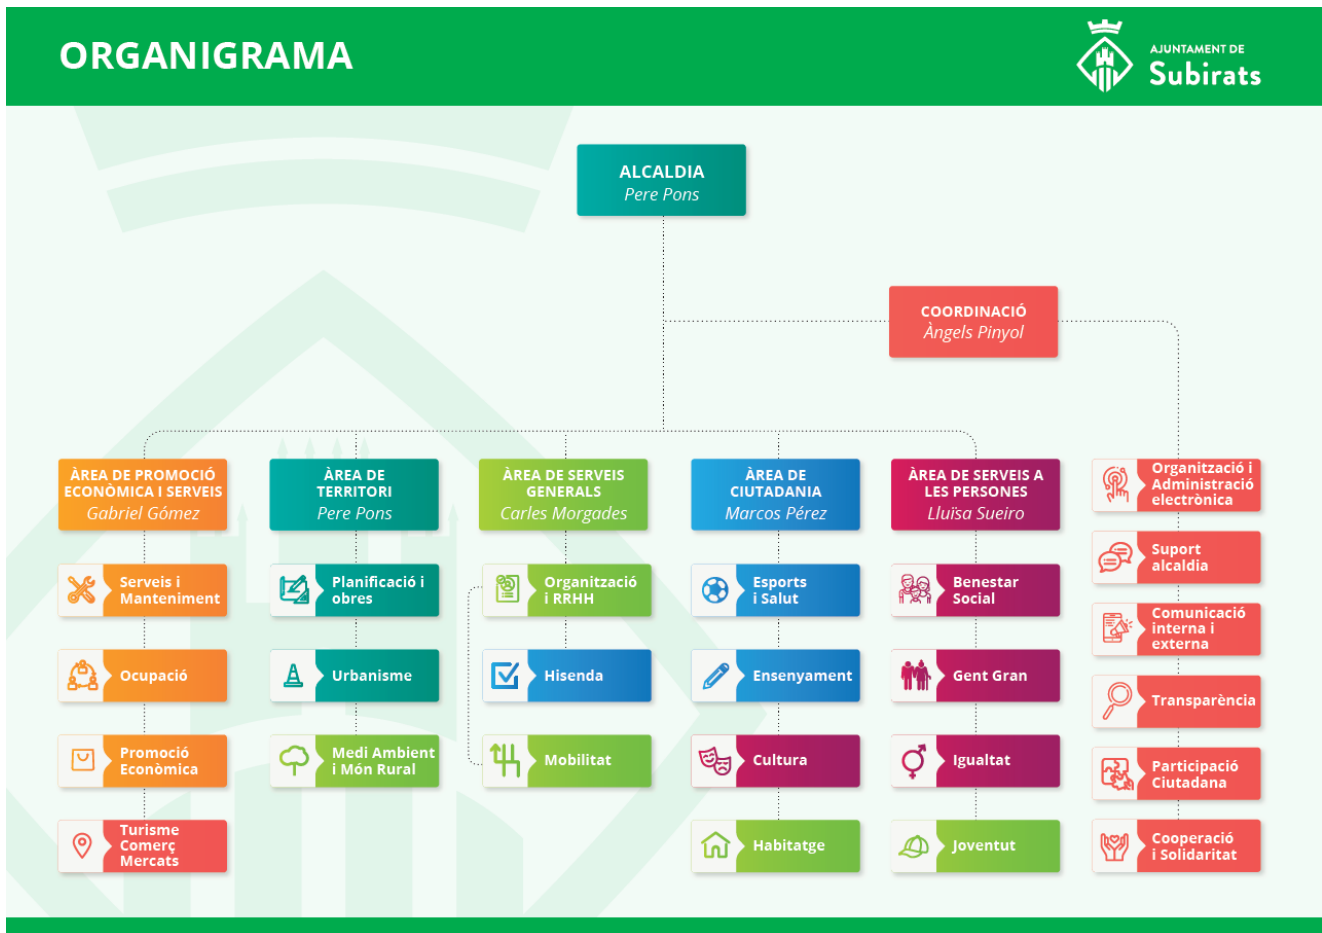 ORGANIGRAMA
AJUNTAMENT DE
Subirats
ALCALDIA
Pere Pons
COORDINACIÓ
Àngels Pinyol
ÀREA DE PROMOCIÓ
ECONÒMICA I SERVEIS
Gabriel Gómez
Serveis i
Manteniment
Ocupació
Promoció
Econòmica
Turisme
Comerç
Mercats
ÀREA DE
TERRITORI
Pere Pons
Planificació i
obres
Urbanisme
Medi Ambient
i Món Rural
ÀREA DE SERVEIS
GENERALS
Carles Morgades
Organització
i RRHH
Hisenda
Mobilitat
ÀREA DE
CIUTADANIA
Marcos Pérez
Esports
i Salut
Ensenyament
Cultura
Habitatge
ÀREA DE SERVEIS A
LES PERSONES
Lluïsa Sueiro
Benestar
Social
Gent Gran
Igualtat
Joventut
Organització i
Administració
electrònica
Suport
alcaldia
Comunicació
interna i
externa
Transparència
Participació
Ciutadana
Cooperació
i Solidaritat